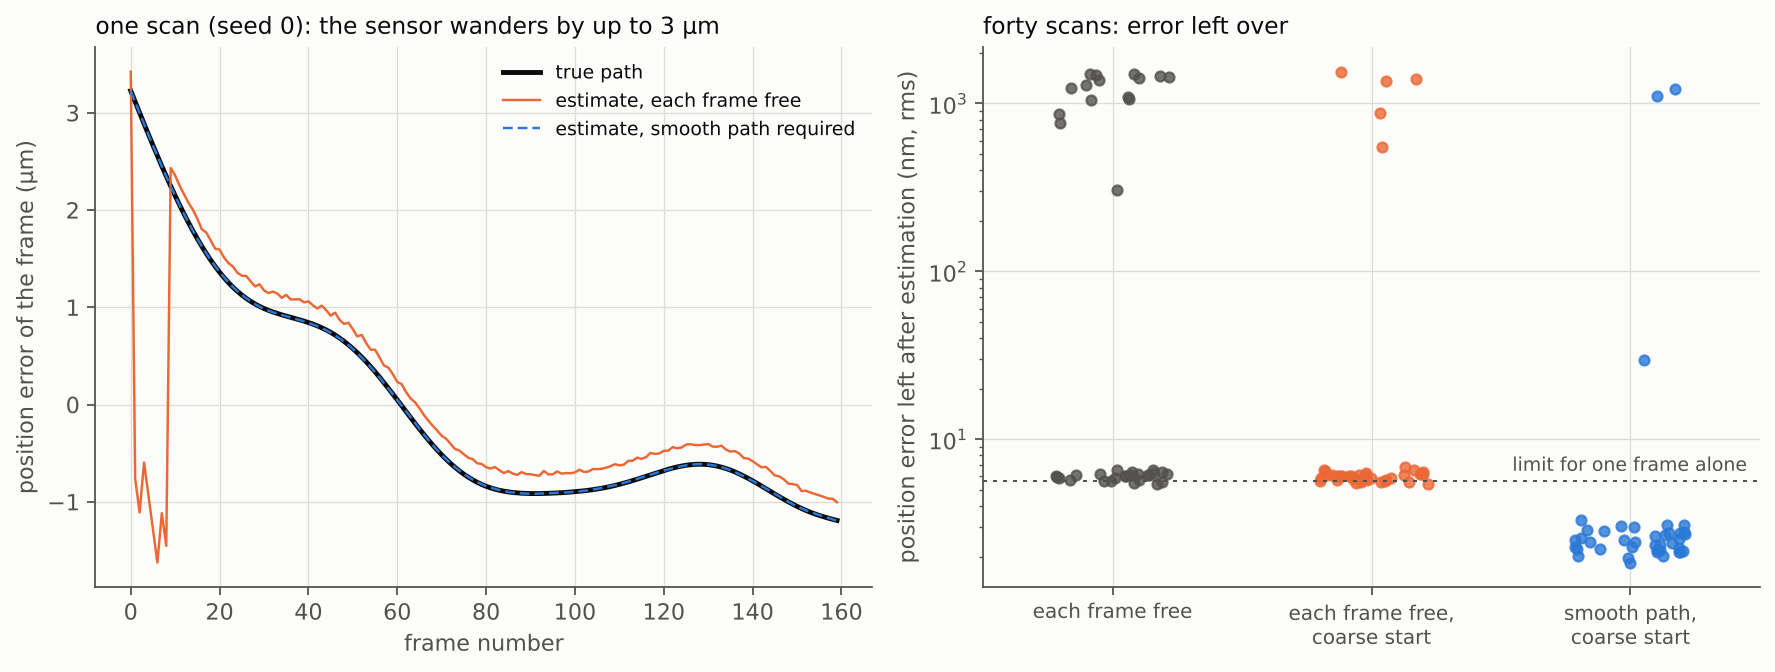 one scan (seed 0): the sensor wanders by up to 3 µm
true path
estimate, each frame free
estimate, smooth path required
position error of the frame (µm)
3
2
1
0
−1
0 20 40 60 80 100 120 140 160
frame number
forty scans: error left over
position error left after estimation (nm, rms)
10³
10²
10¹
limit for one frame alone
each frame free
each frame free,
coarse start
smooth path,
coarse start